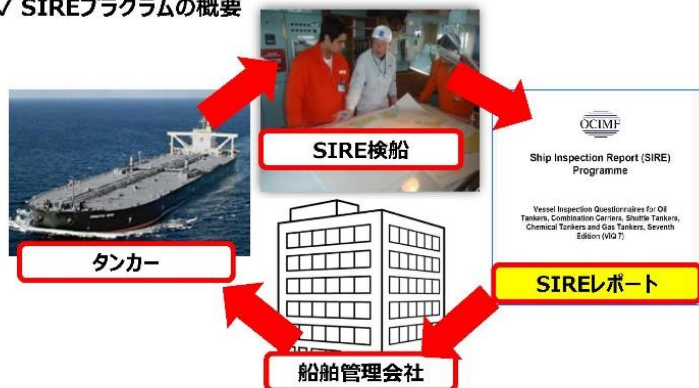 ✓ SIREプラグラムの概要
SIRE検船
OCIMF
Ship Inspection Report (SIRE)
Programme
Vessel Inspection Questionnaires for Oil
Tankers, Combination Carriers, Shuttle Tankers,
Chemical Tankers and Gas Tankers, Seventh
Edition (VIQ 7)
タンカー
SIREレポート
船舶管理会社